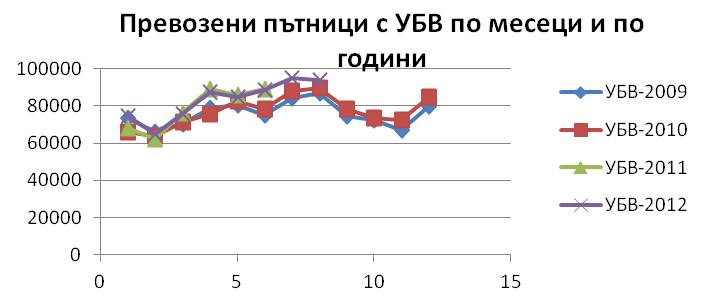 Превозени пътници с УБВ по месеци и по
години
100000
80000
60000
40000
20000
0
0 5 10 15
УБВ-2009
УБВ-2010
УБВ-2011
УБВ-2012